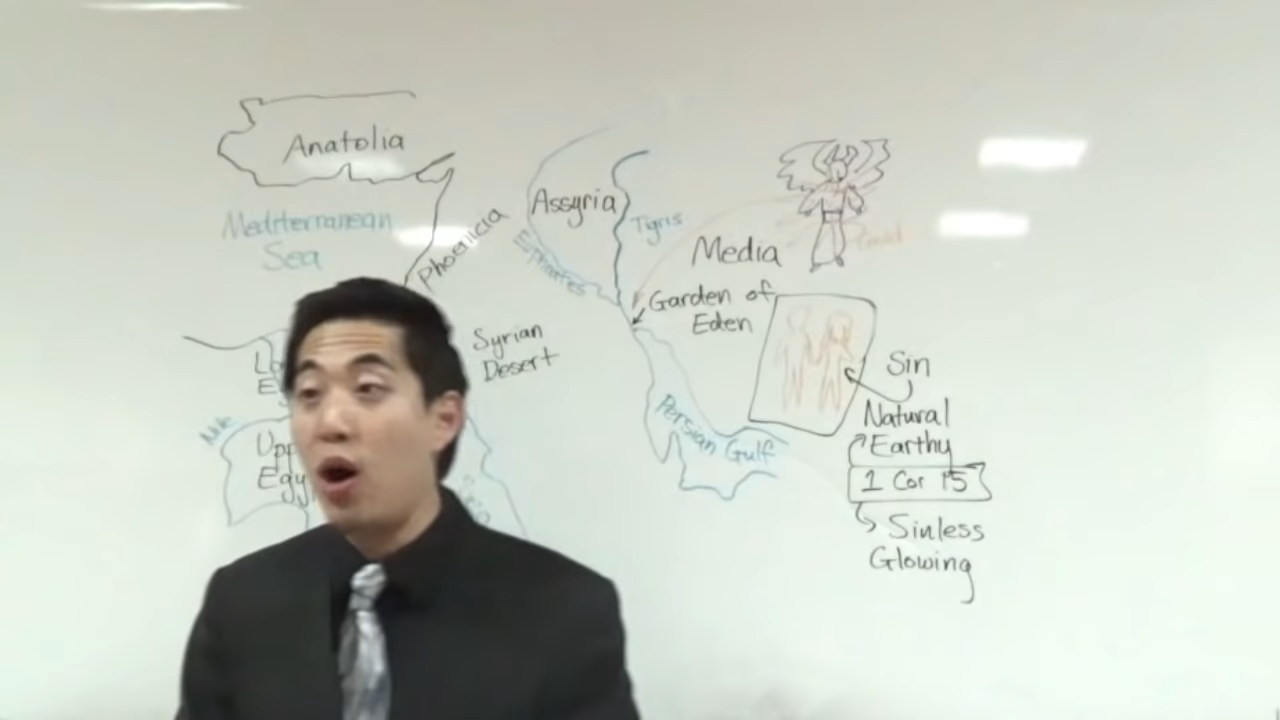 Anatolia
Mediterranean
Sea
Phoenicia
Assyria
Euphrates
Tigris
Media
Garden of
Eden
Syrian
Desert
Persian Gulf
Nile
Sin
Natural
Earthy
1 Cor 15
Sinless
Glowing